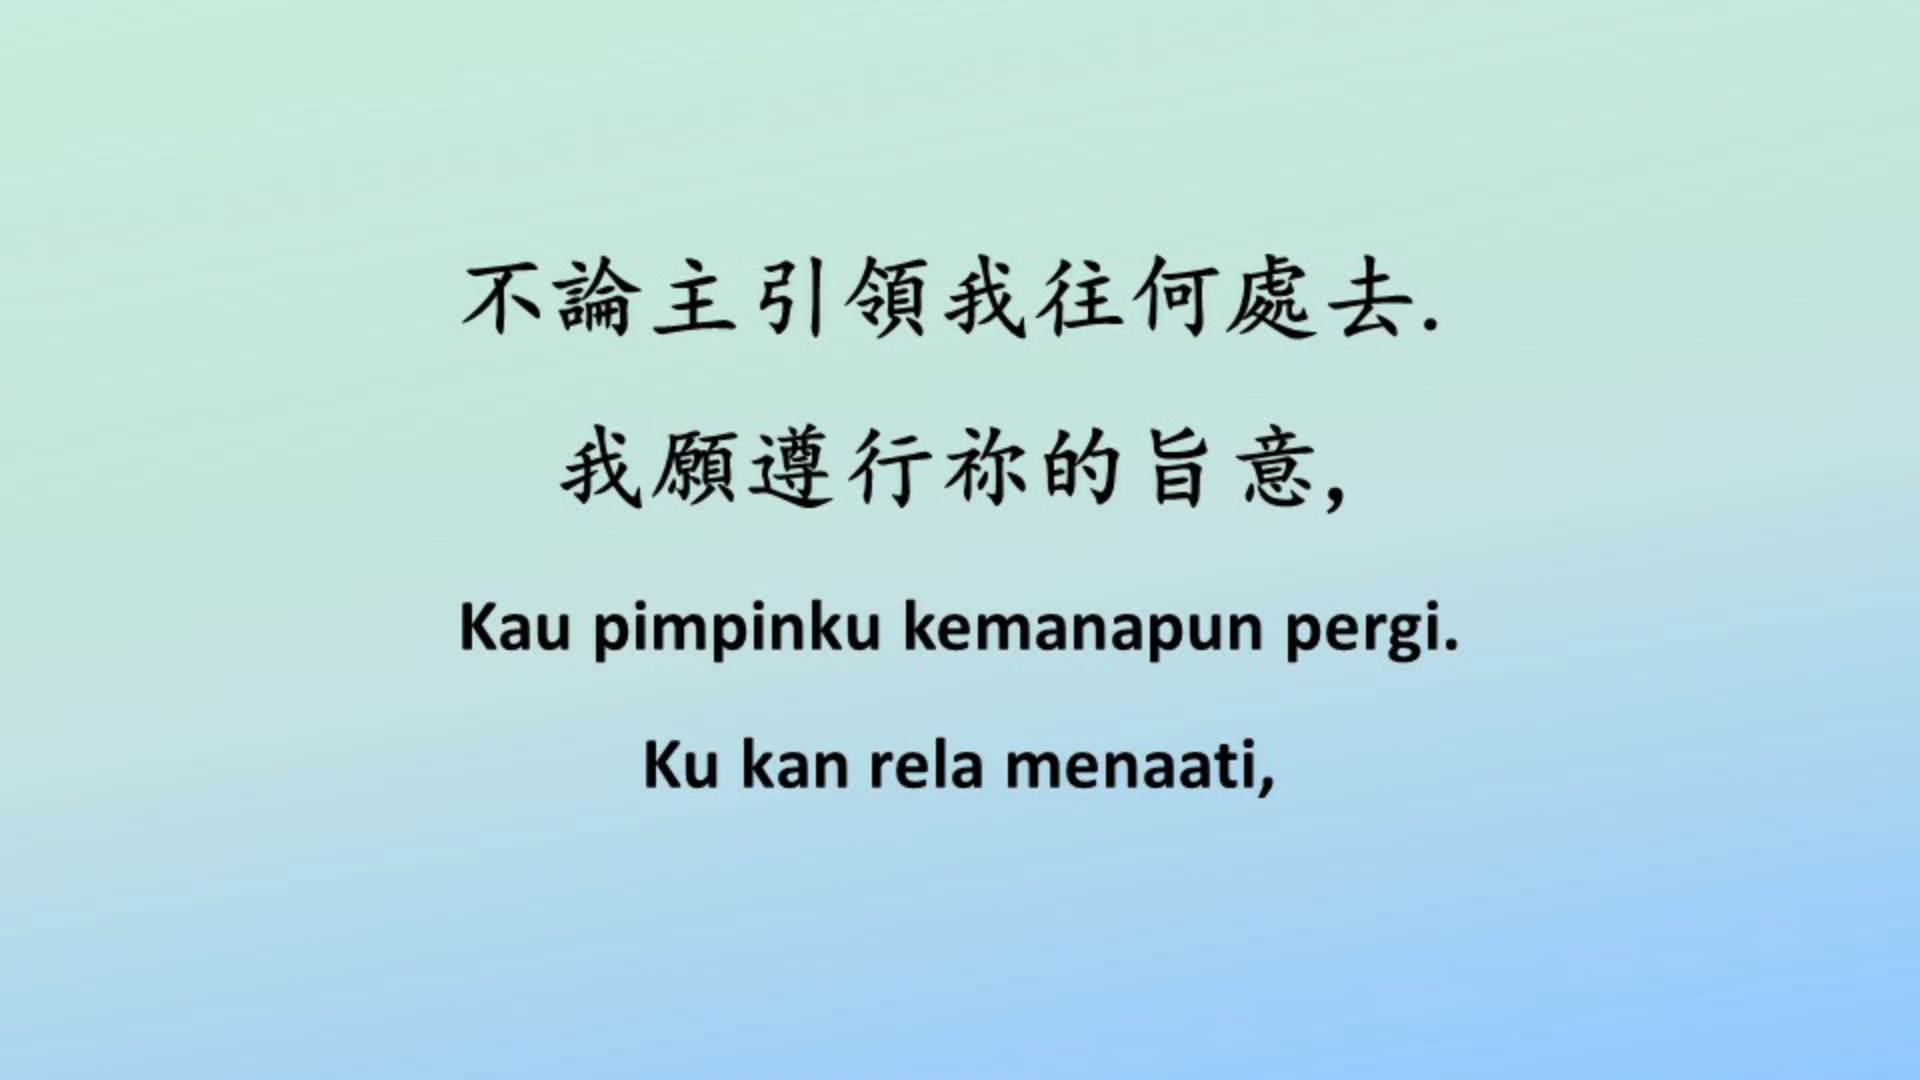 不論主引領我往何處去.
我願遵行祢的旨意,
Kau pimpinku kemanapun pergi.
Ku kan rela menaati,